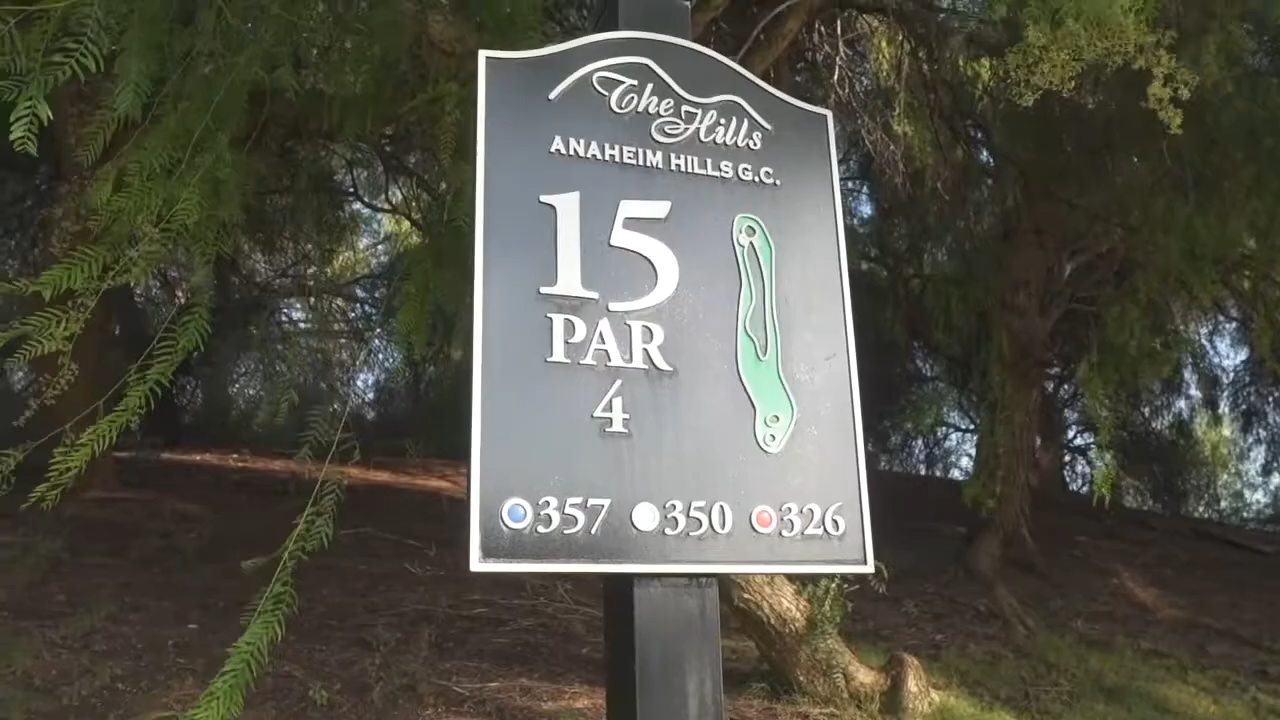 The Hills
ANAHEIM HILLS G.C.
15
PAR
4
357 350 326